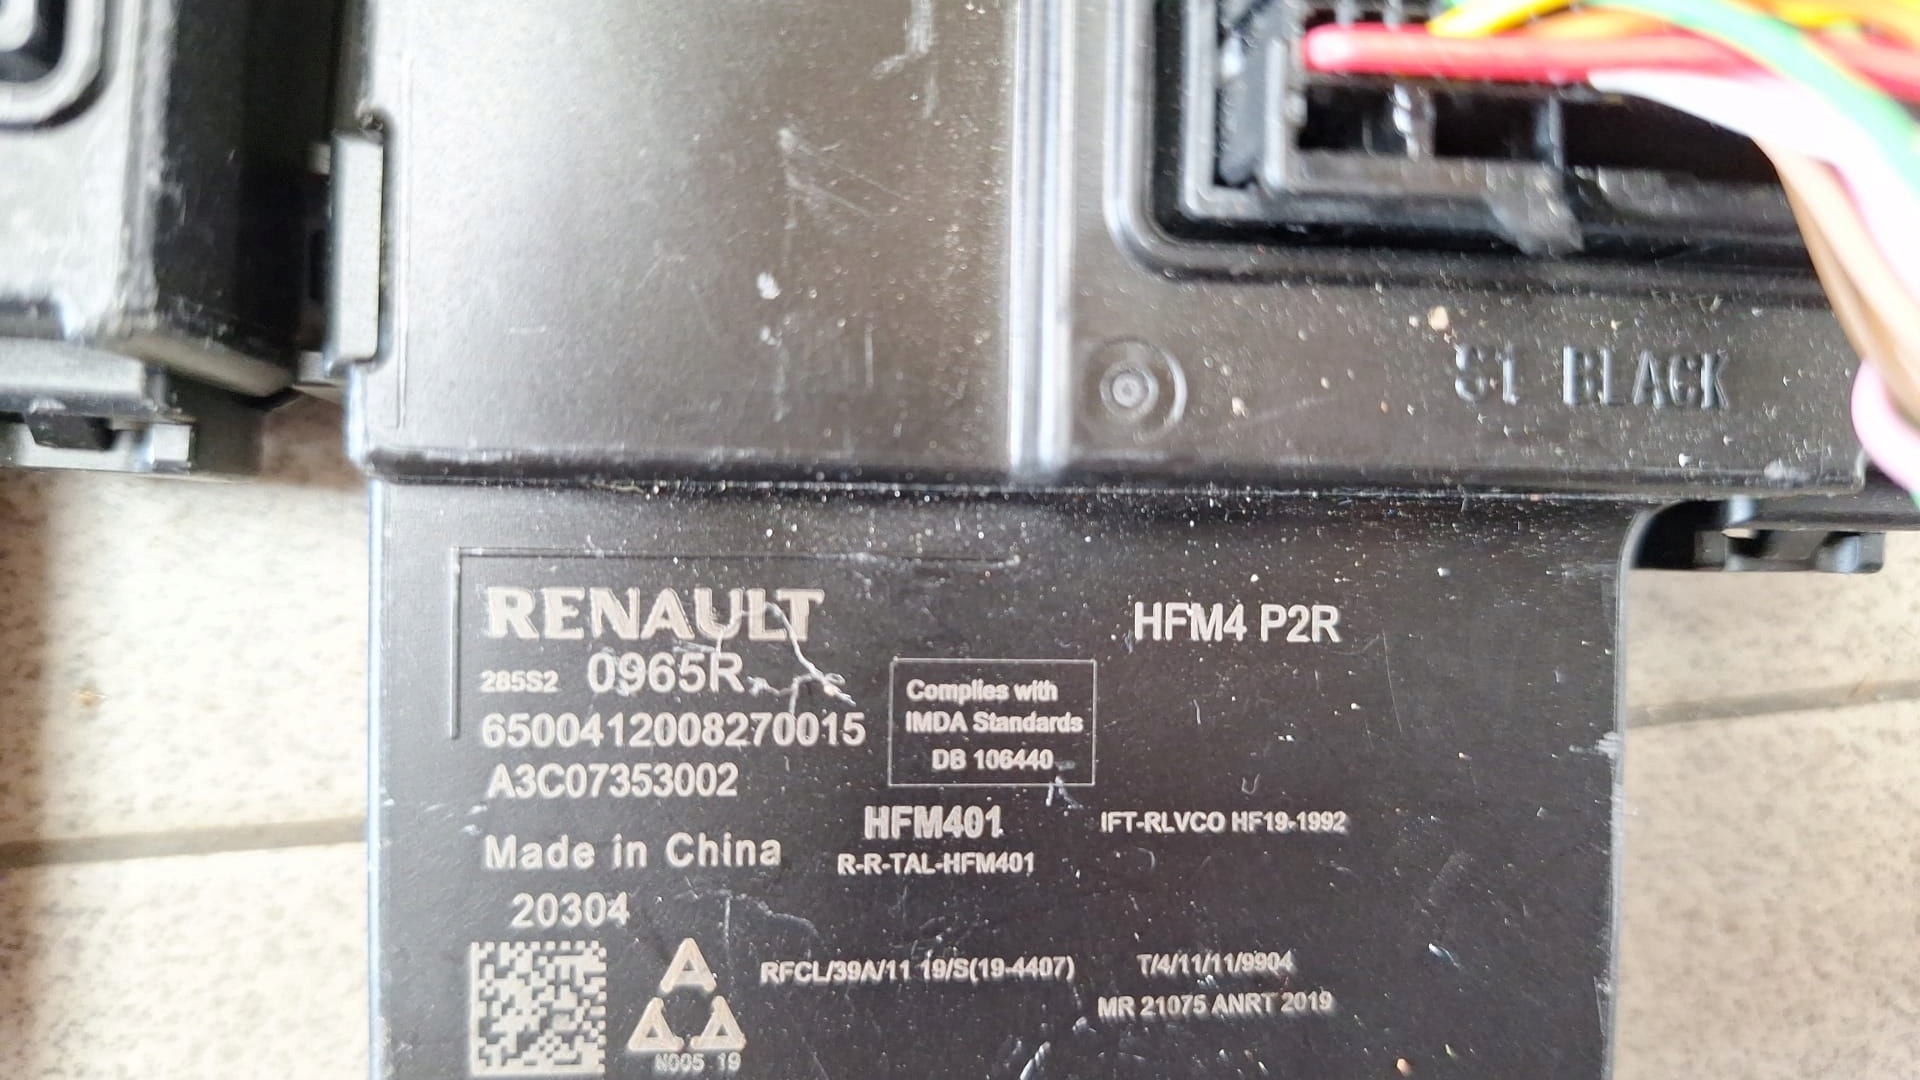 S1 BLACK
RENAULT
HFM4 P2R
285S2 0965R
Complies with
IMDA Standards
DB 106440
6500412008270015
A3C07353002
HFM401
IFT-RLVCO HF19-1992
Made in China
R-R-TAL-HFM401
20304
RFCL/39A/11 19/S(19-4407)
T/4/11/11/9904
MR 21075 ANRT 2019
N005 19